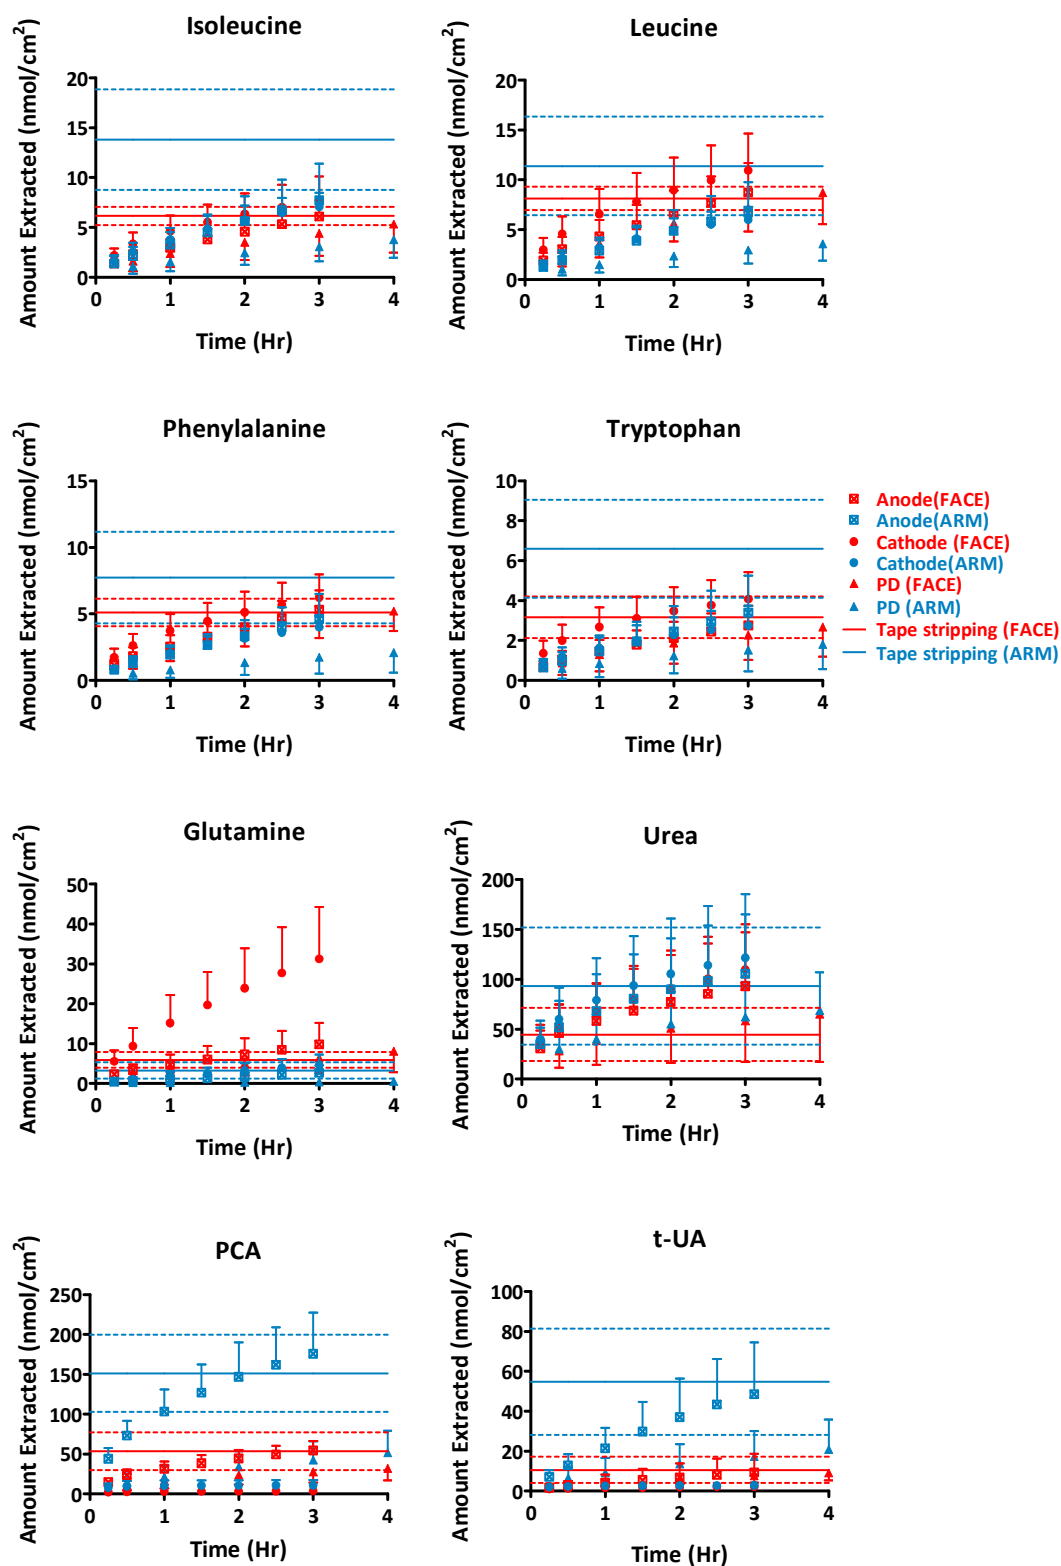 Isoleucine
Amount Extracted (nmol/cm²)
20
15
10
5
0
0 1 2 3 4
Time (Hr)
Leucine
Amount Extracted (nmol/cm²)
20
15
10
5
0
0 1 2 3 4
Time (Hr)
Phenylalanine
Amount Extracted (nmol/cm²)
15
10
5
0
0 1 2 3 4
Time (Hr)
Tryptophan
Amount Extracted (nmol/cm²)
10
8
6
4
2
0
0 1 2 3 4
Time (Hr)
Anode(FACE)
Anode(ARM)
Cathode (FACE)
Cathode(ARM)
PD (FACE)
PD (ARM)
Tape stripping (FACE)
Tape stripping (ARM)
Glutamine
Amount Extracted (nmol/cm²)
50
40
30
20
10
0
0 1 2 3 4
Time (Hr)
Urea
Amount Extracted (nmol/cm²)
200
150
100
50
0
0 1 2 3 4
Time (Hr)
PCA
Amount Extracted (nmol/cm²)
250
200
150
100
50
0
0 1 2 3 4
Time (Hr)
t-UA
Amount Extracted (nmol/cm²)
100
80
60
40
20
0
0 1 2 3 4
Time (Hr)